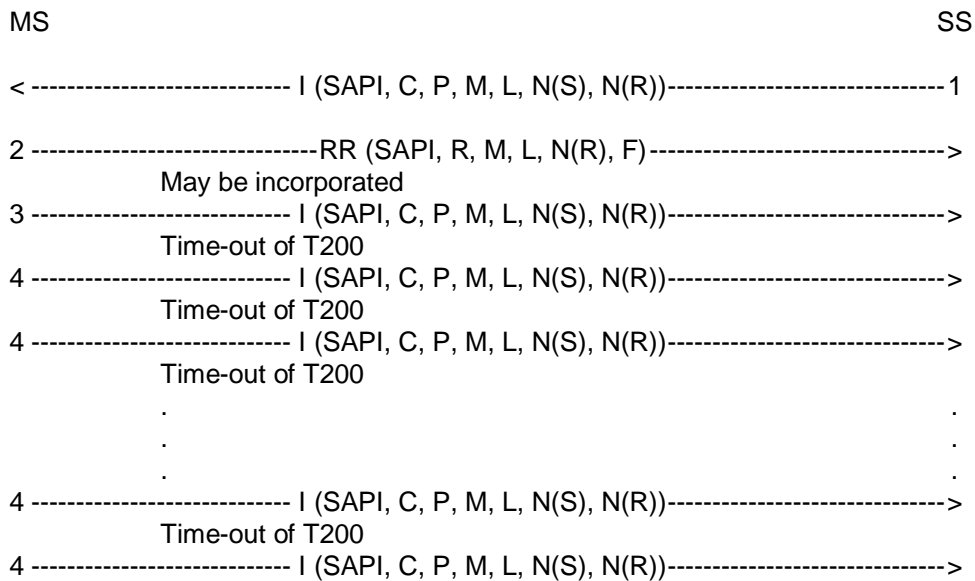 MS SS
< ----------------------------- I (SAPI, C, P, M, L, N(S), N(R))------------------------------- 1
2 --------------------------------RR (SAPI, R, M, L, N(R), F)--------------------------------->
May be incorporated
3 ----------------------------- I (SAPI, C, P, M, L, N(S), N(R))------------------------------->
Time-out of T200
4 ----------------------------- I (SAPI, C, P, M, L, N(S), N(R))------------------------------->
Time-out of T200
4 ----------------------------- I (SAPI, C, P, M, L, N(S), N(R))------------------------------->
Time-out of T200
. .
. .
. .
4 ----------------------------- I (SAPI, C, P, M, L, N(S), N(R))------------------------------->
Time-out of T200
4 ----------------------------- I (SAPI, C, P, M, L, N(S), N(R))------------------------------->